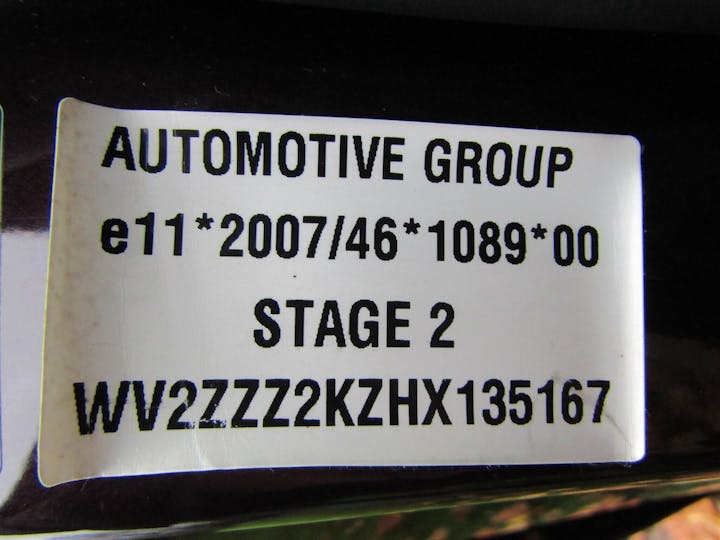 AUTOMOTIVE GROUP
e11*2007/46*1089*00
STAGE 2
WV2ZZZ2KZHX135167